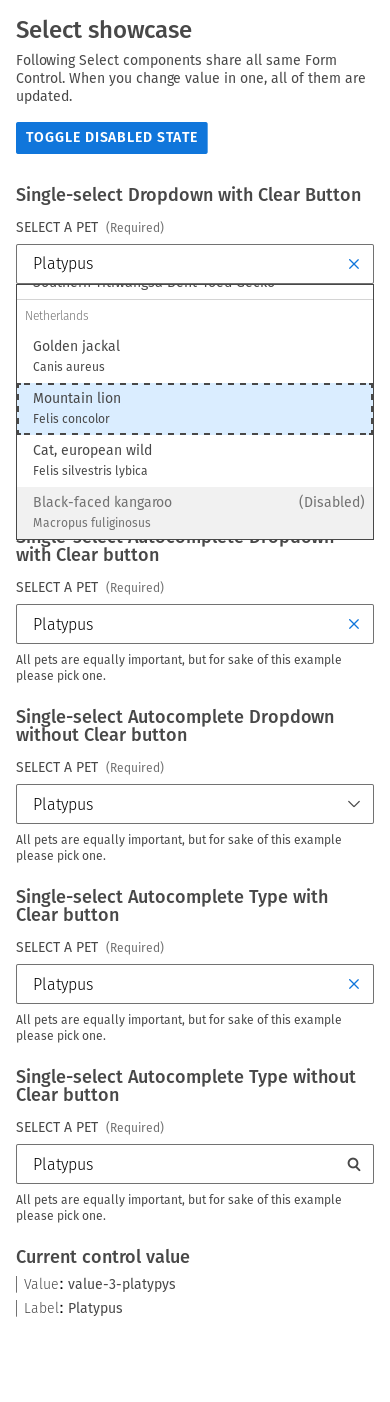 Select showcase
Following Select components share all same Form
Control. When you change value in one, all of them are
updated.
TOGGLE DISABLED STATE
Single-select Dropdown with Clear Button
SELECT A PET (Required)
Platypus
Netherlands
Golden jackal
Canis aureus
Mountain lion
Felis concolor
Cat, european wild
Felis silvestris lybica
Black-faced kangaroo (Disabled)
Macropus fuliginosus
Single-select Autocomplete Dropdown
with Clear button
SELECT A PET (Required)
Platypus
All pets are equally important, but for sake of this example
please pick one.
Single-select Autocomplete Dropdown
without Clear button
SELECT A PET (Required)
Platypus
All pets are equally important, but for sake of this example
please pick one.
Single-select Autocomplete Type with
Clear button
SELECT A PET (Required)
Platypus
All pets are equally important, but for sake of this example
please pick one.
Single-select Autocomplete Type without
Clear button
SELECT A PET (Required)
Platypus
All pets are equally important, but for sake of this example
please pick one.
Current control value
Value: value-3-platypys
Label: Platypus